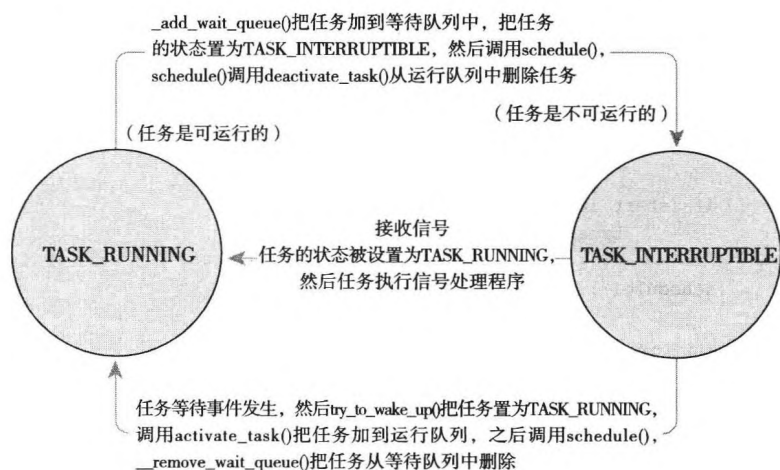 _add_wait_queue()把任务加到等待队列中，把任务
的状态置为TASK_INTERRUPTIBLE，然后调用schedule()，
schedule()调用deactivate_task()从运行队列中删除任务
（任务是可运行的）
（任务是不可运行的）
TASK_RUNNING
接收信号
任务的状态被设置为TASK_RUNNING，
然后任务执行信号处理程序
TASK_INTERRUPTIBLE
任务等待事件发生，然后try_to_wake_up()把任务置为TASK_RUNNING，
调用activate_task()把任务加到运行队列，之后调用schedule()，
__remove_wait_queue()把任务从等待队列中删除